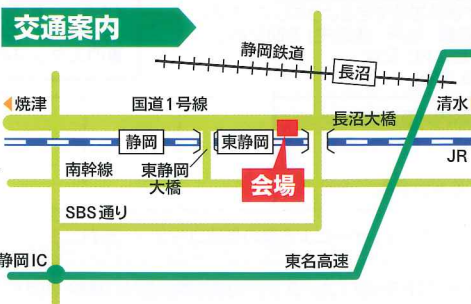 交通案内
静岡鉄道
長沼
焼津
国道1号線
清水
長沼大橋
静岡
東静岡
JR
南幹線
東静岡
大橋
会場
SBS通り
静岡IC
東名高速